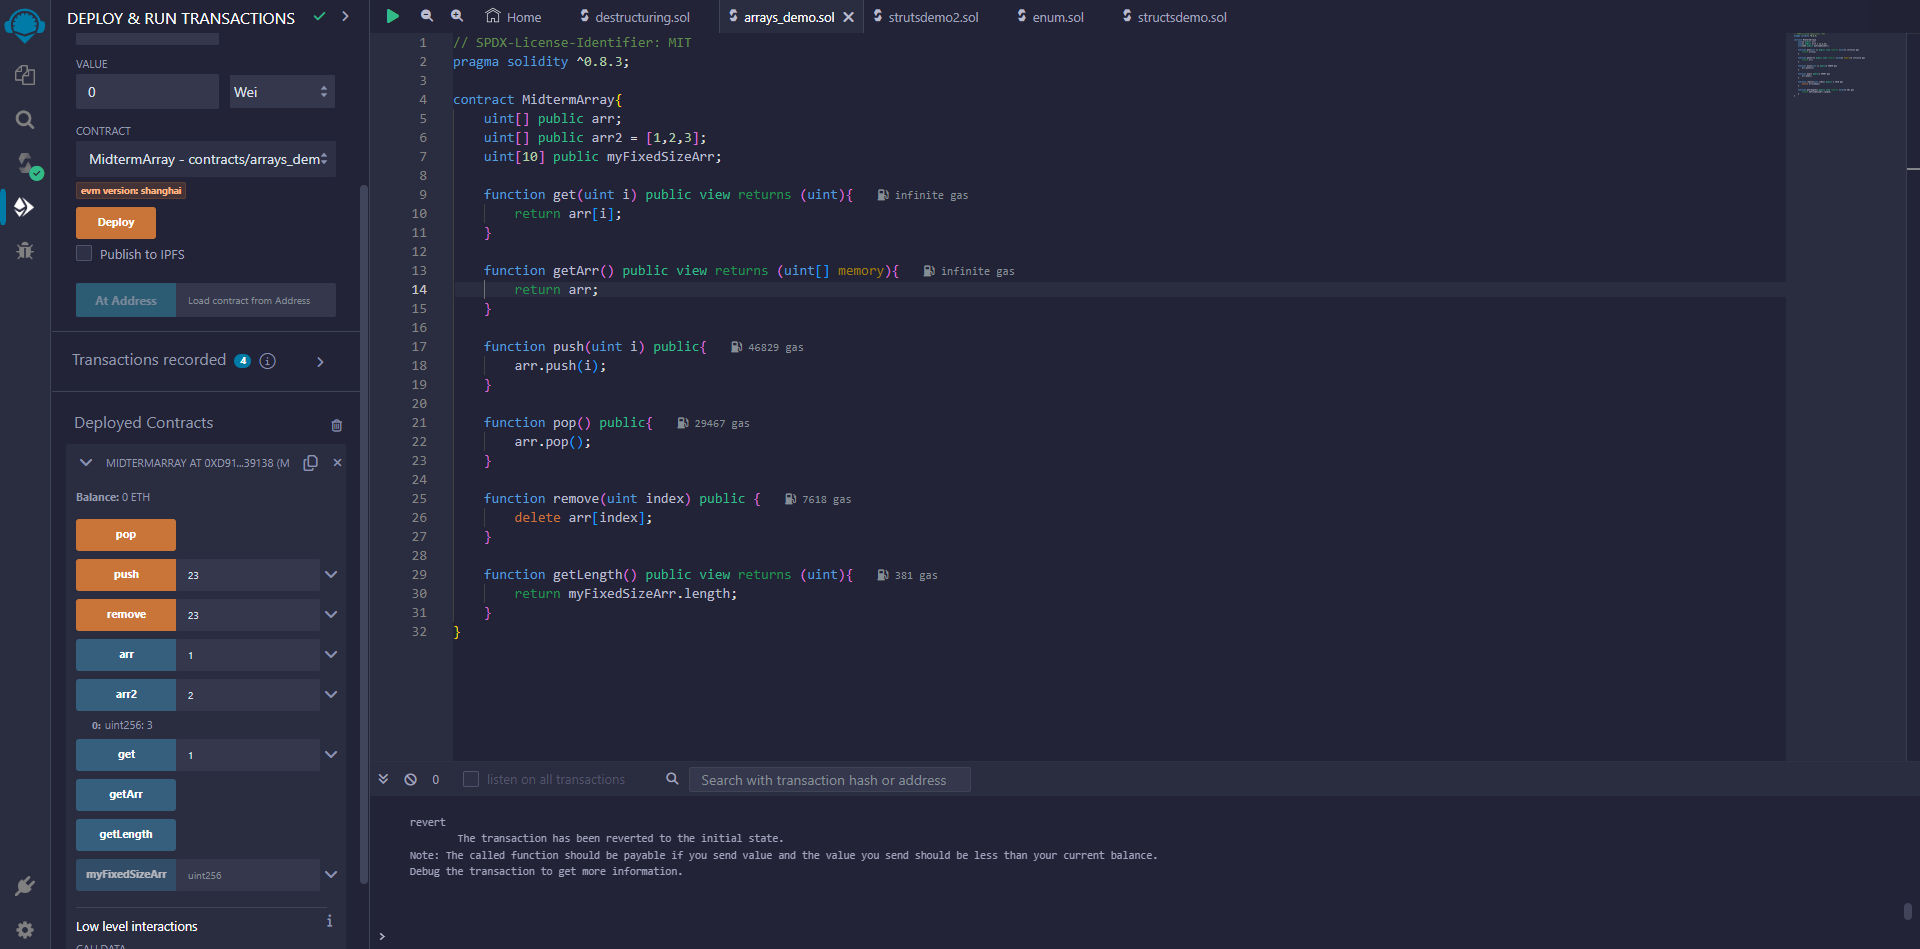 DEPLOY & RUN TRANSACTIONS
VALUE
0
Wei
CONTRACT
MidtermArray - contracts/arrays_dem
evm version: shanghai
Deploy
Publish to IPFS
At Address
Load contract from Address
Transactions recorded 4
Deployed Contracts
MIDTERMARRAY AT 0XD91...39138 (M
Balance: 0 ETH
pop
push 23
remove 23
arr 1
arr2 2
0: uint256: 3
get 1
getArr
getLength
myFixedSizeArr uint256
Low level interactions
CALLDATA
Home
destructuring.sol
arrays_demo.sol
strutsdemo2.sol
enum.sol
structsdemo.sol
1 // SPDX-License-Identifier: MIT
2 pragma solidity ^0.8.3;
3
4 contract MidtermArray{
5 uint[] public arr;
6 uint[] public arr2 = [1,2,3];
7 uint[10] public myFixedSizeArr;
8
9 function get(uint i) public view returns (uint){ infinite gas
10 return arr[i];
11 }
12
13 function getArr() public view returns (uint[] memory){ infinite gas
14 return arr;
15 }
16
17 function push(uint i) public{ 46829 gas
18 arr.push(i);
19 }
20
21 function pop() public{ 29467 gas
22 arr.pop();
23 }
24
25 function remove(uint index) public { 7618 gas
26 delete arr[index];
27 }
28
29 function getLength() public view returns (uint){ 381 gas
30 return myFixedSizeArr.length;
31 }
32 }
0
listen on all transactions
Search with transaction hash or address
revert
The transaction has been reverted to the initial state.
Note: The called function should be payable if you send value and the value you send should be less than your current balance.
Debug the transaction to get more information.
>